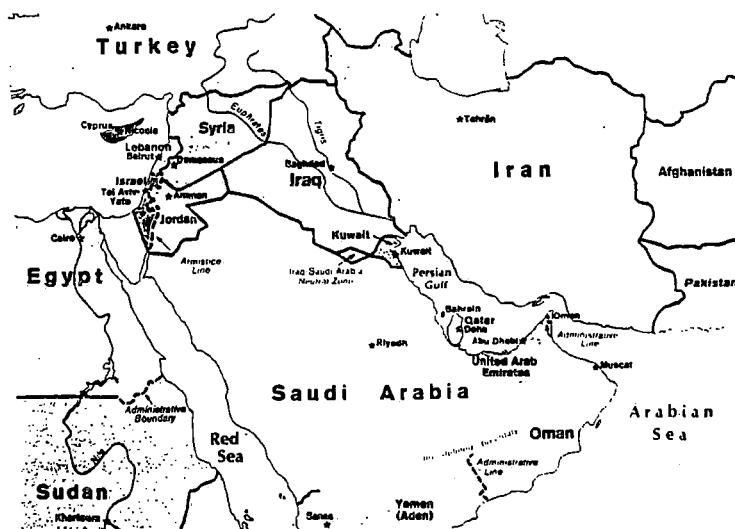 Ankara
Turkey
Cyprus
Nicosia
Lebanon
Beirut
Syria
Euphrates
Tigris
Damascus
Israel
Tel Aviv
Yafo
Amman
Jordan
Baghdad
Iraq
Tehrān
Iran
Afghanistan
Pakistan
Cairo
Egypt
Armistice
Line
Kuwait
Kuwait
Iraq Saudi Arabia
Neutral Zone
Persian
Gulf
Bahrain
Qatar
Doha
Abu Dhabi
Oman
Administrative
Line
United Arab
Emirates
Muscat
Riyadh
Saudi Arabia
Administrative
Boundary
Red
Sea
Nile
Sudan
Khartoum
Oman
Arabian
Sea
Administrative
Line
Sanaa
Yemen
(Aden)